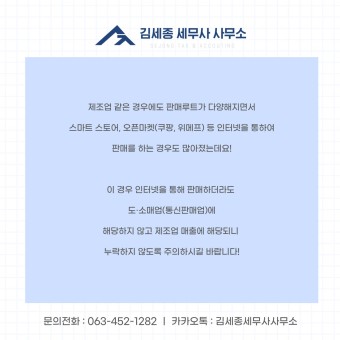 김세종 세무사 사무소
제조업 같은 경우에도 판매루트가 다양해지면서
스마트 스토어, 오픈마켓(쿠팡, 위메프) 등 인터넷을 통하여
판매를 하는 경우도 많아졌는데요!
이 경우 인터넷을 통해 판매하더라도
도·소매업(통신판매업)에
해당하지 않고 제조업 매출에 해당되니
누락하지 않도록 주의하시길 바랍니다!
문의전화 : 063-452-1282 ㅣ 카카오톡 : 김세종세무사사무소